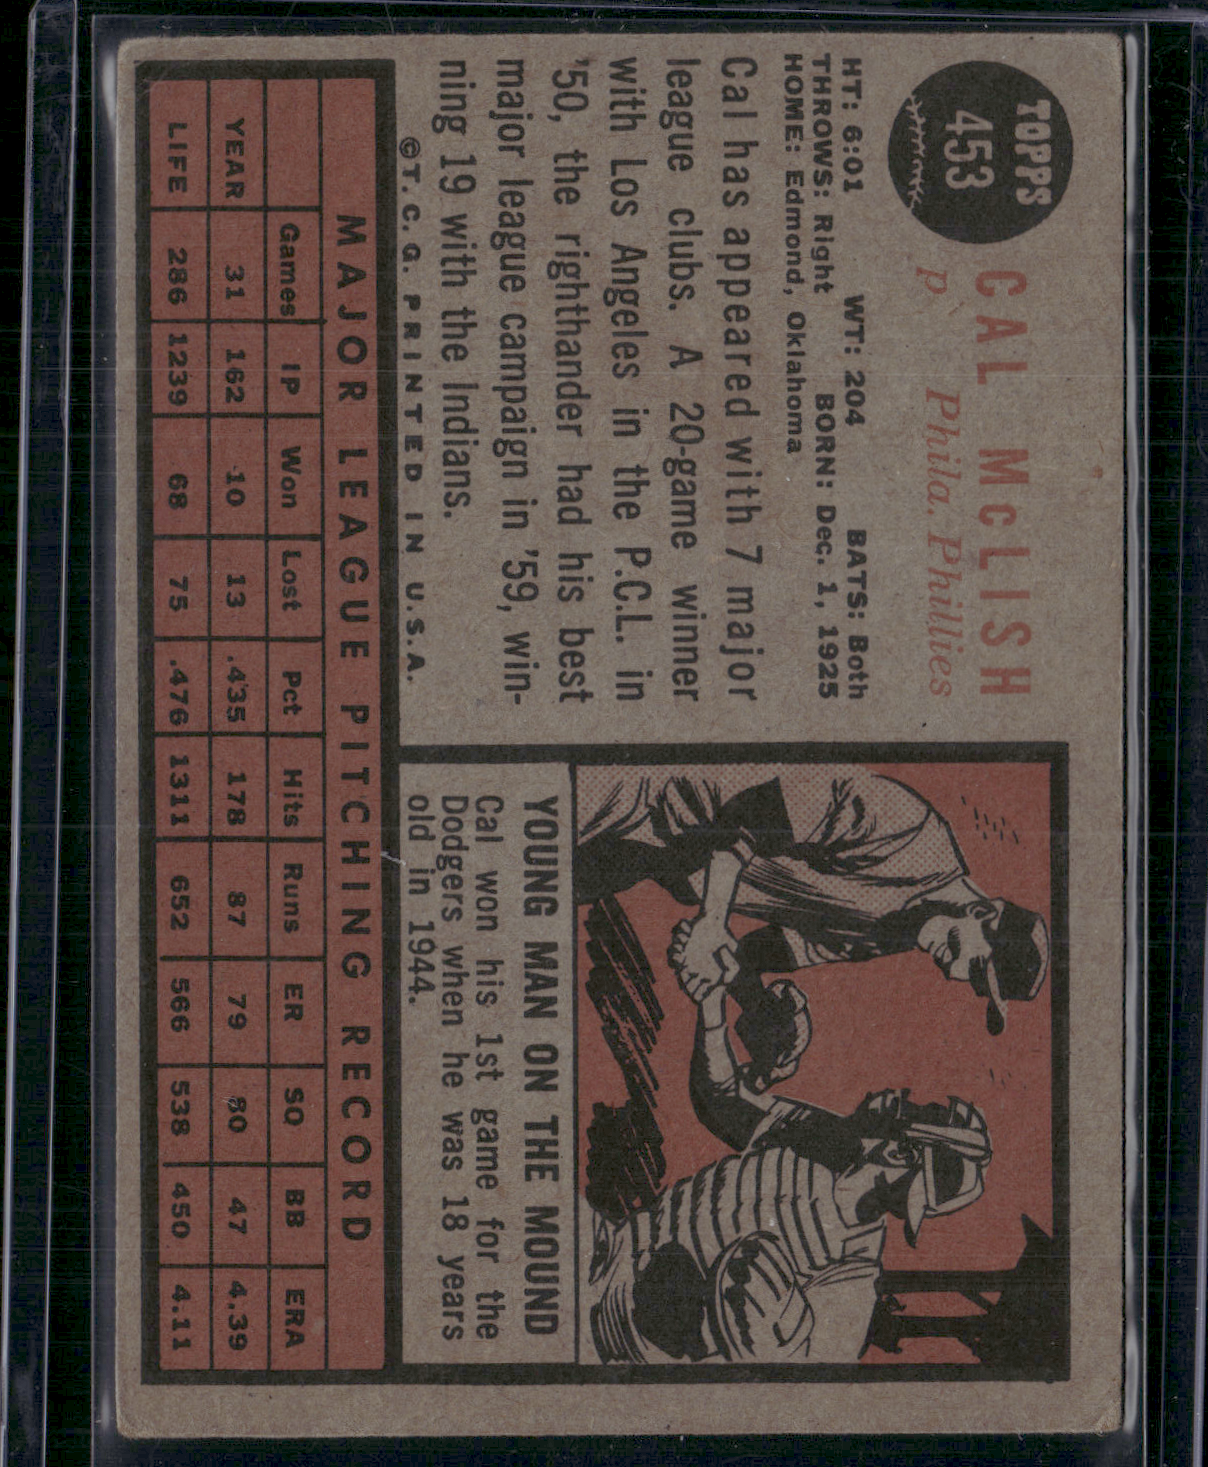 TOPPS
453
CAL McLISH
P Phila. Phillies
HT: 6:01 WT: 204 BATS: Both
THROWS: Right BORN: Dec. 1, 1925
HOME: Edmond, Oklahoma
Cal has appeared with 7 major
league clubs. A 20-game winner
with Los Angeles in the P.C.L. in
'50, the righthander had his best
major league campaign in '59, win-
ning 19 with the Indians.
©T.C.G. PRINTED IN U.S.A.
YOUNG MAN ON THE MOUND
Cal won his 1st game for the
Dodgers when he was 18 years
old in 1944.
MAJOR LEAGUE PITCHING RECORD
Games IP Won Lost Pct Hits Runs ER SO BB ERA
YEAR 31 162 10 13 .435 178 87 79 80 47 4.39
LIFE 286 1239 68 75 .476 1311 652 566 538 450 4.11